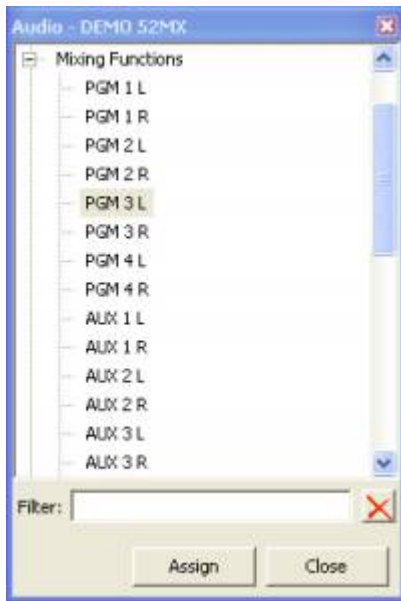 Audio - DEMO 52MX
Mixing Functions
PGM 1 L
PGM 1 R
PGM 2 L
PGM 2 R
PGM 3 L
PGM 3 R
PGM 4 L
PGM 4 R
AUX 1 L
AUX 1 R
AUX 2 L
AUX 2 R
AUX 3 L
AUX 3 R
Filter:
Assign Close